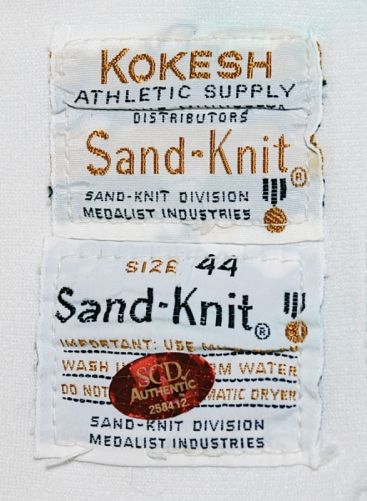 KOKESH
ATHLETIC SUPPLY
DISTRIBUTORS
Sand-Knit®
SAND-KNIT DIVISION
MEDALIST INDUSTRIES
SIZE 44
Sand-Knit®
IMPORTANT: USE
WASH WATER
DO NOT DRYER
SCD
AUTHENTIC
258412
SAND-KNIT DIVISION
MEDALIST INDUSTRIES